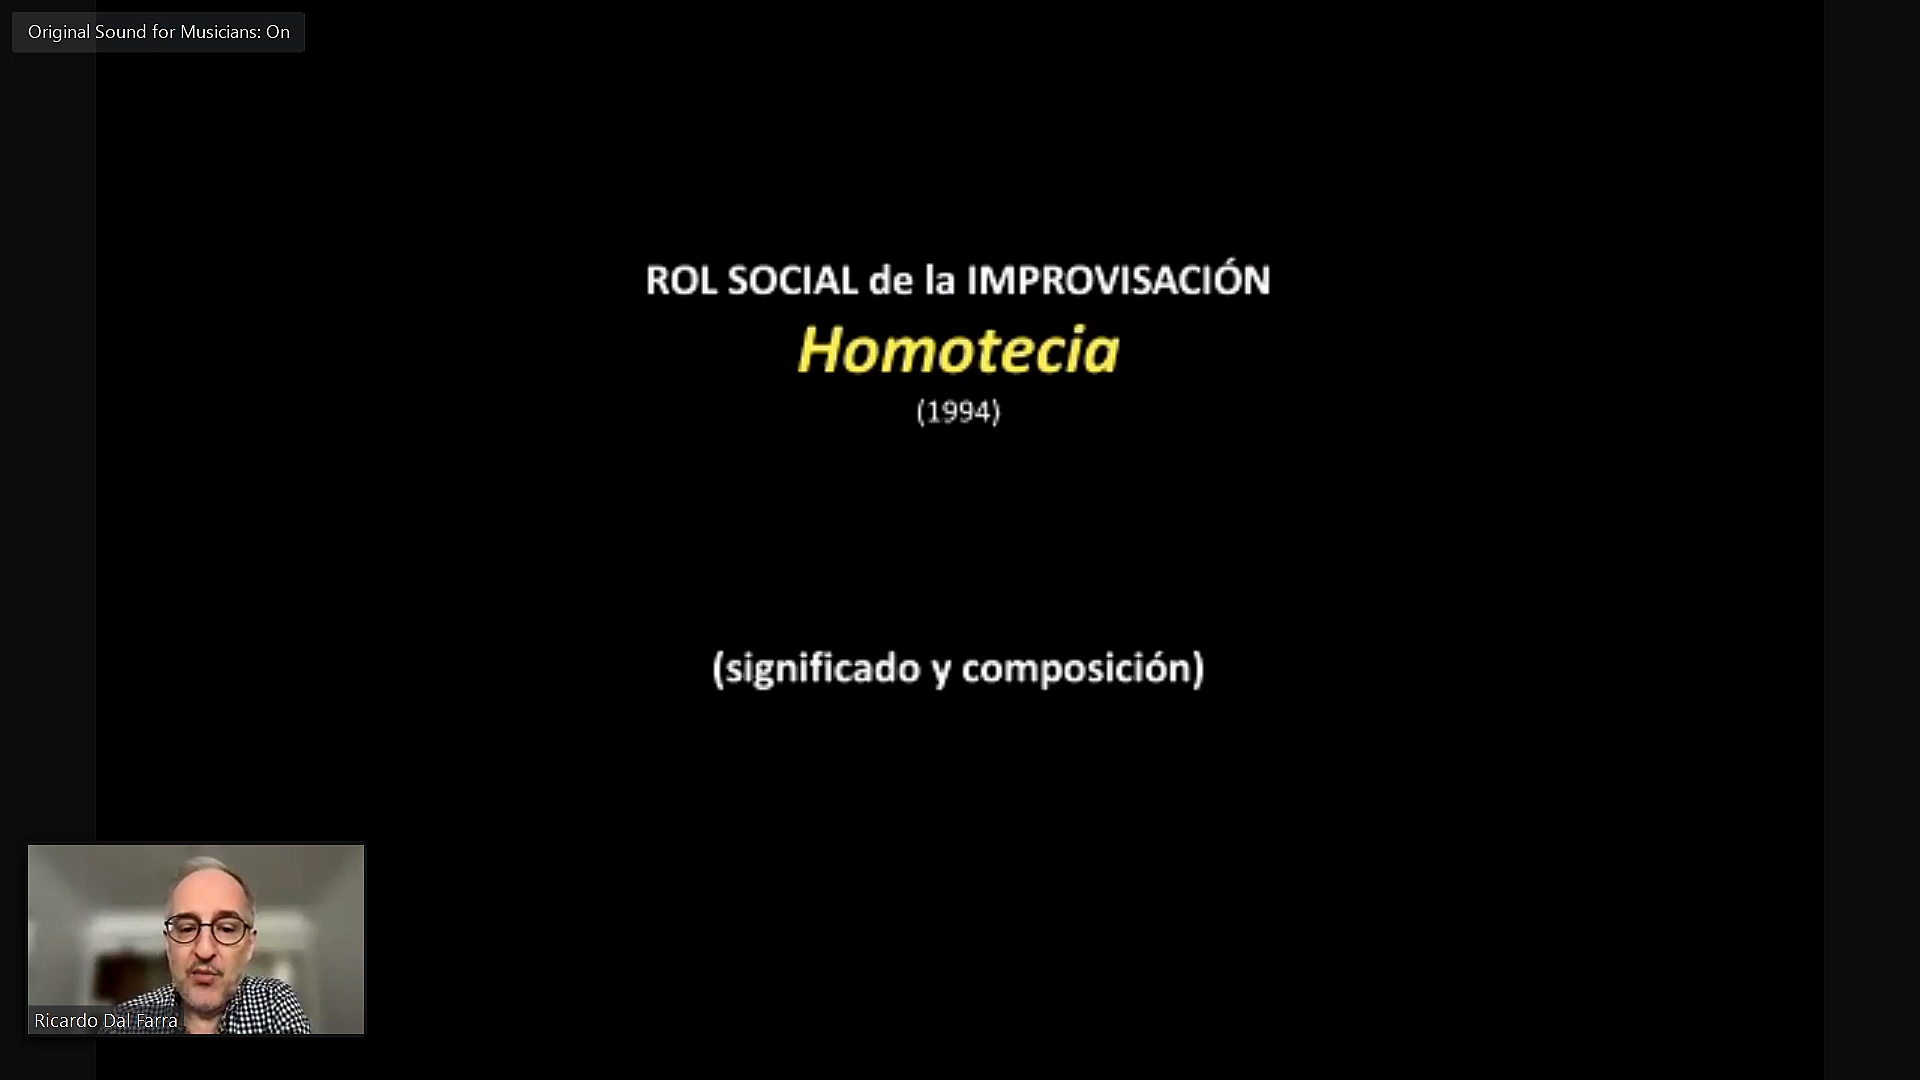 Original Sound for Musicians: On
ROL SOCIAL de la IMPROVISACIÓN
Homotecia
(1994)
(significado y composición)
Ricardo Dal Farra